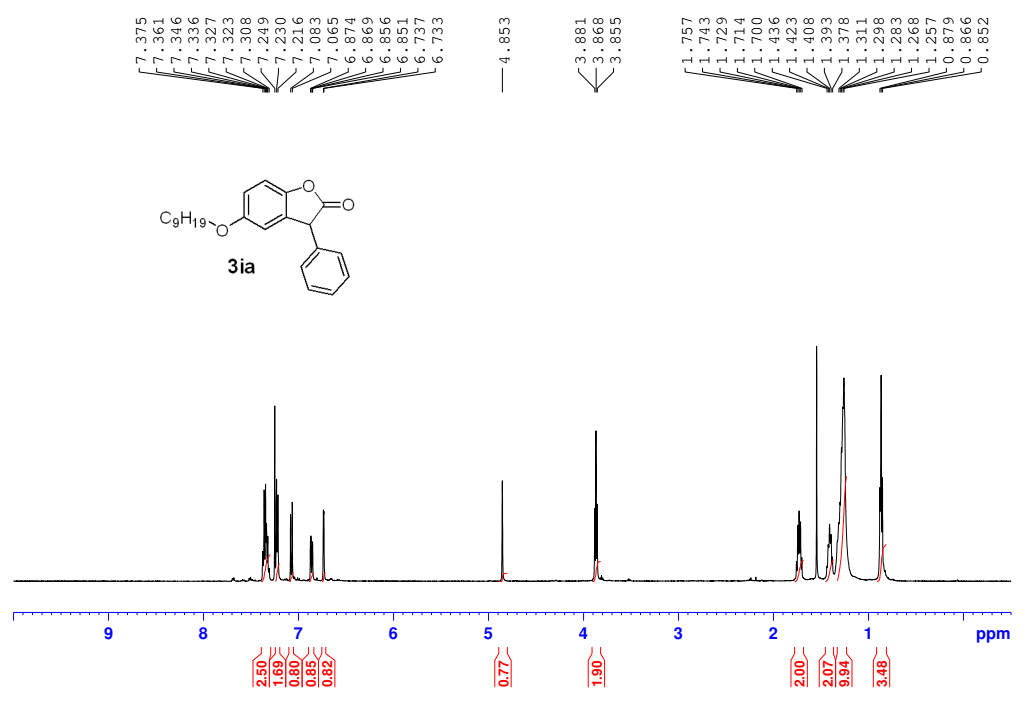 7.375 7.361 7.346 7.336 7.327 7.323 7.308 7.249 7.230 7.216 7.083 7.065 6.874 6.869 6.856 6.851 6.737 6.733 4.853 3.881 3.868 3.855 1.757 1.743 1.729 1.714 1.700 1.436 1.423 1.408 1.393 1.378 1.311 1.298 1.283 1.268 1.257 0.879 0.866 0.852
O
O
C9H19
O
3ia
9 8 7 6 5 4 3 2 1 ppm
2.50 1.69 0.80 0.85 0.82 0.77 1.90 2.00 2.07 9.94 3.48